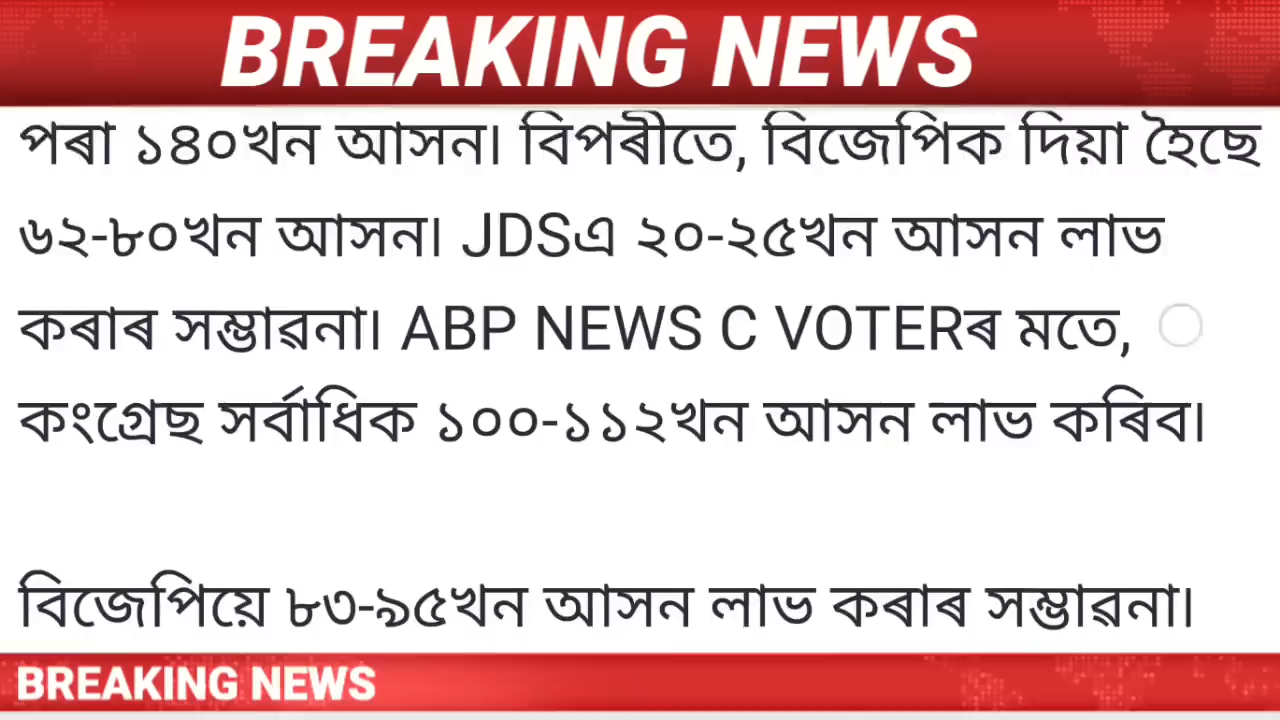 BREAKING NEWS
পৰা ১৪০খন আসন। বিপৰীতে, বিজেপিক দিয়া হৈছে
৬২-৮০খন আসন। JDSএ ২০-২৫খন আসন লাভ
কৰাৰ সম্ভাৱনা। ABP NEWS C VOTERৰ মতে,
কংগ্ৰেছ সৰ্বাধিক ১০০-১১২খন আসন লাভ কৰিব।
বিজেপিয়ে ৮৩-৯৫খন আসন লাভ কৰাৰ সম্ভাৱনা।
BREAKING NEWS